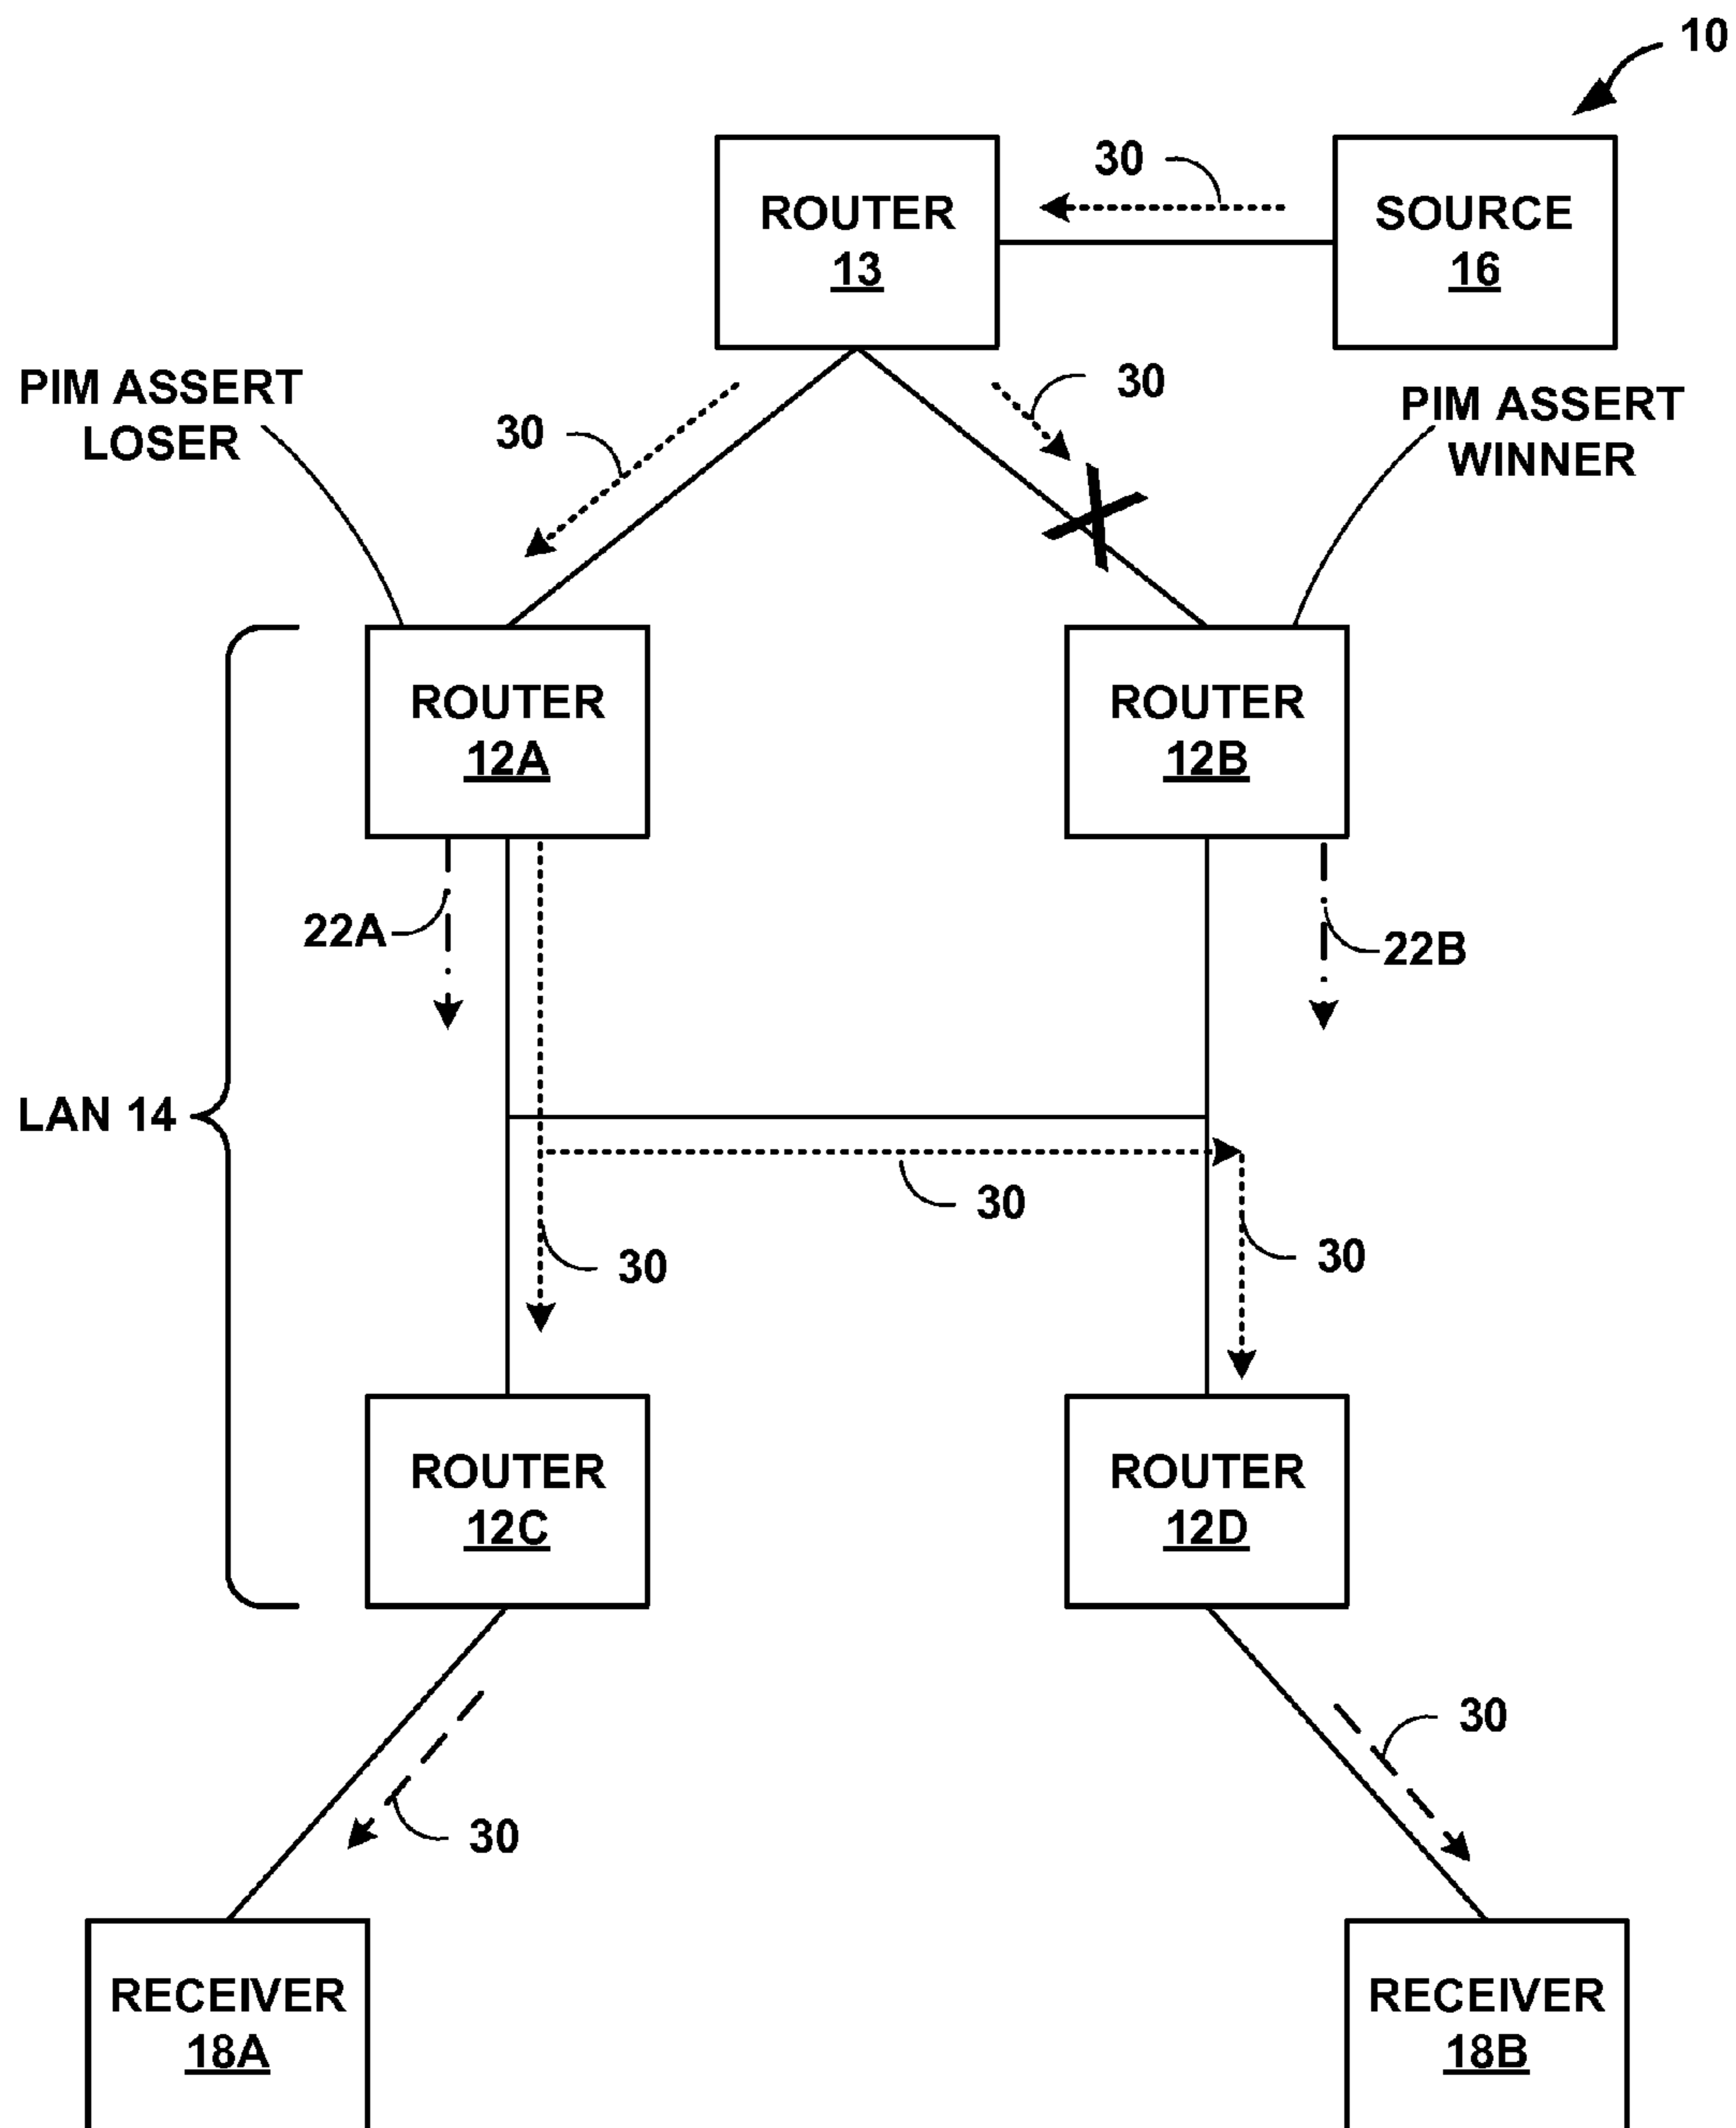 10
30
ROUTER
13
SOURCE
16
PIM ASSERT
LOSER
30
30
PIM ASSERT
WINNER
ROUTER
12A
ROUTER
12B
22A
22B
LAN 14
30
30
30
ROUTER
12C
ROUTER
12D
30
30
RECEIVER
18A
RECEIVER
18B